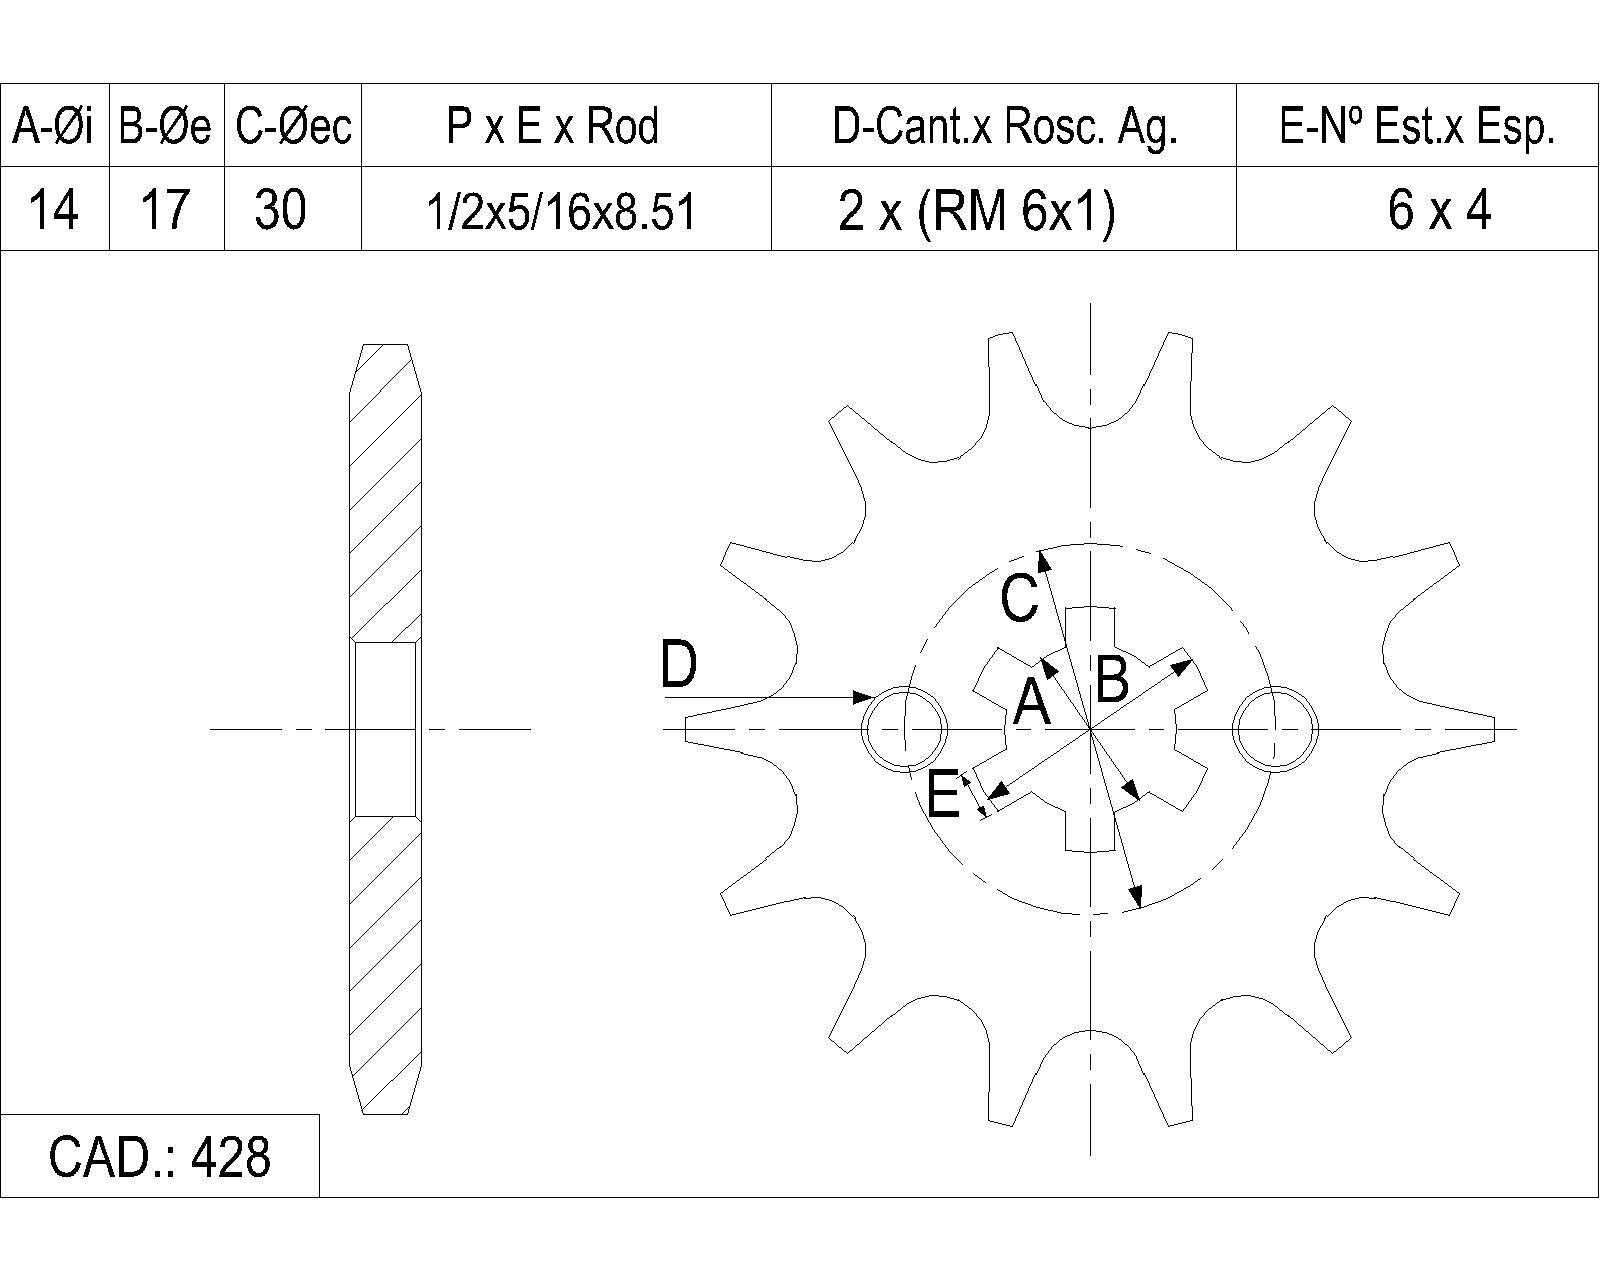 A-Øi B-Øe C-Øec P x E x Rod D-Cant.x Rosc. Ag. E-Nº Est.x Esp.
14 17 30 1/2x5/16x8.51 2 x (RM 6x1) 6 x 4
C
D
B
A
E
CAD.: 428